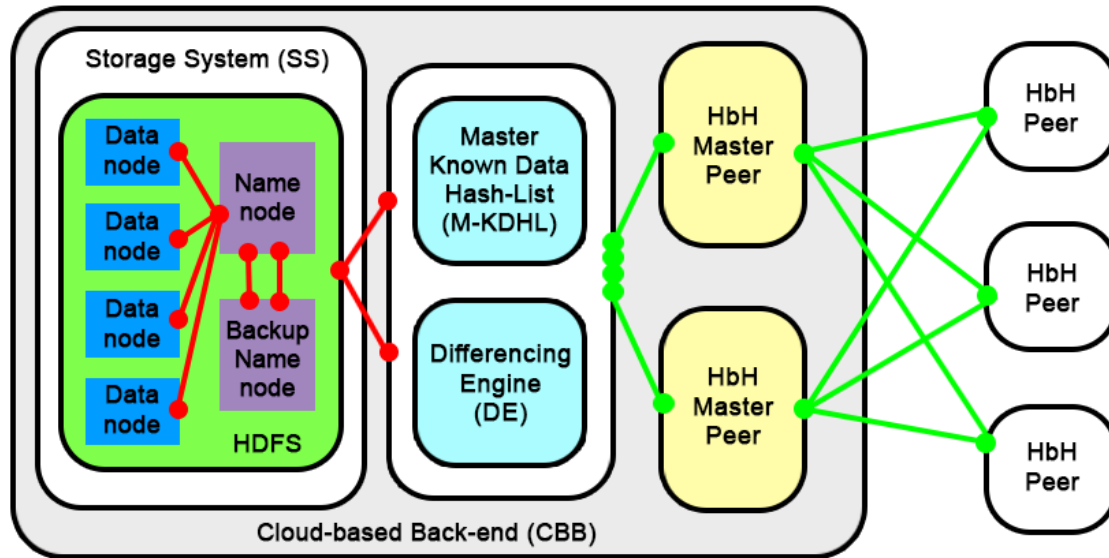 Storage System (SS)
Data
node
Data
node
Data
node
Data
node
Name
node
Backup
Name
node
HDFS
Master
Known Data
Hash-List
(M-KDHL)
Differencing
Engine
(DE)
HbH
Master
Peer
HbH
Master
Peer
Cloud-based Back-end (CBB)
HbH
Peer
HbH
Peer
HbH
Peer